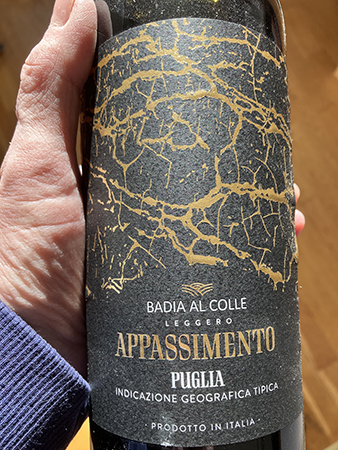 BADIA AL COLLE
LEGGERO
APPASSIMENTO
PUGLIA
INDICAZIONE GEOGRAFICA TIPICA
· PRODOTTO IN ITALIA ·